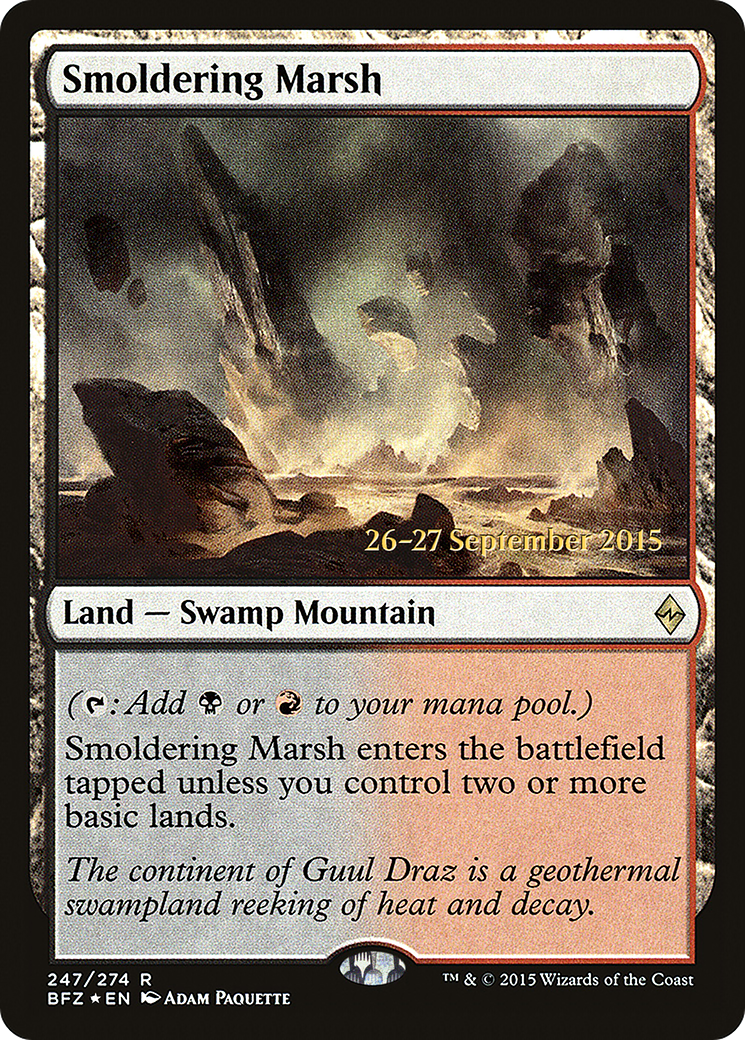 Smoldering Marsh
26–27 September 2015
Land — Swamp Mountain
( : Add or to your mana pool.)
Smoldering Marsh enters the battlefield
tapped unless you control two or more
basic lands.
The continent of Guul Draz is a geothermal
swampland reeking of heat and decay.
247/274 R
™ & © 2015 Wizards of the Coast
BFZ ★ EN Adam Paquette